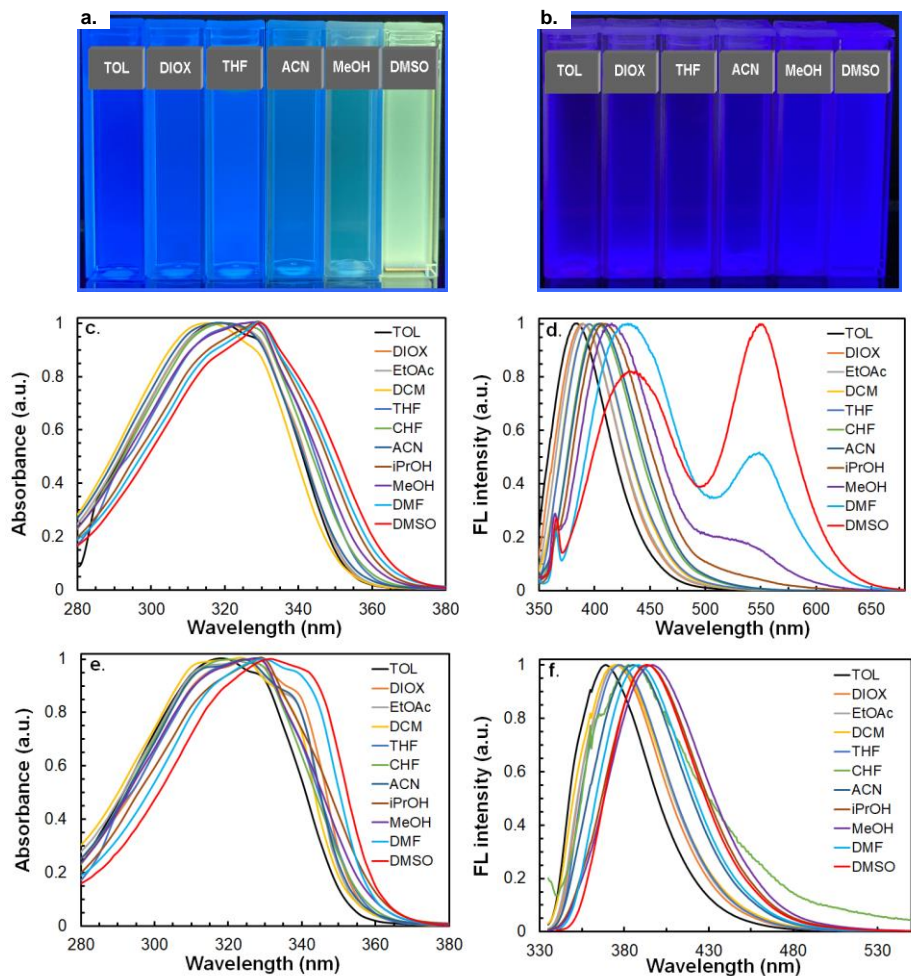 a.
TOL DIOX THF ACN MeOH DMSO
b.
TOL DIOX THF ACN MeOH DMSO
c.
Absorbance (a.u.)
1
0.8
0.6
0.4
0.2
0
280 300 320 340 360 380
Wavelength (nm)
TOL
DIOX
EtOAc
DCM
THF
CHF
ACN
iPrOH
MeOH
DMF
DMSO
d.
FL intensity (a.u.)
1
0.8
0.6
0.4
0.2
0
350 400 450 500 550 600 650
Wavelength (nm)
TOL
DIOX
EtOAc
DCM
THF
CHF
ACN
iPrOH
MeOH
DMF
DMSO
e.
Absorbance (a.u.)
1
0.8
0.6
0.4
0.2
0
280 300 320 340 360 380
Wavelength (nm)
TOL
DIOX
EtOAc
DCM
THF
CHF
ACN
iPrOH
MeOH
DMF
DMSO
f.
FL intensity (a.u.)
1
0.8
0.6
0.4
0.2
0
330 380 430 480 530
Wavelength (nm)
TOL
DIOX
EtOAc
DCM
THF
CHF
ACN
iPrOH
MeOH
DMF
DMSO